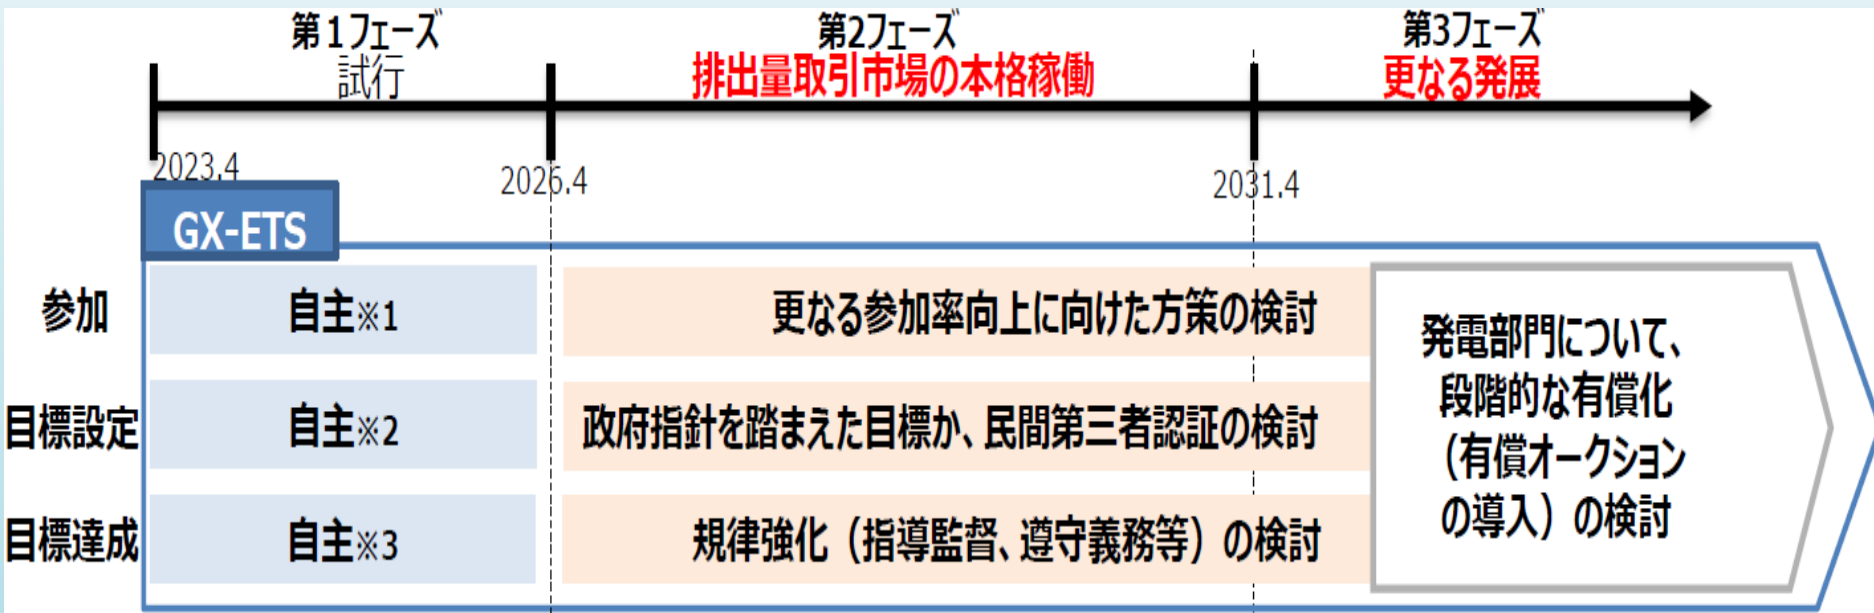 第1フェーズ
試行
第2フェーズ
排出量取引市場の本格稼働
第3フェーズ
更なる発展
2023.4
2026.4
2031.4
GX-ETS
参加
自主※1
更なる参加率向上に向けた方策の検討
目標設定
自主※2
政府指針を踏まえた目標か、民間第三者認証の検討
目標達成
自主※3
規律強化（指導監督、遵守義務等）の検討
発電部門について、
段階的な有償化
（有償オークション
の導入）の検討